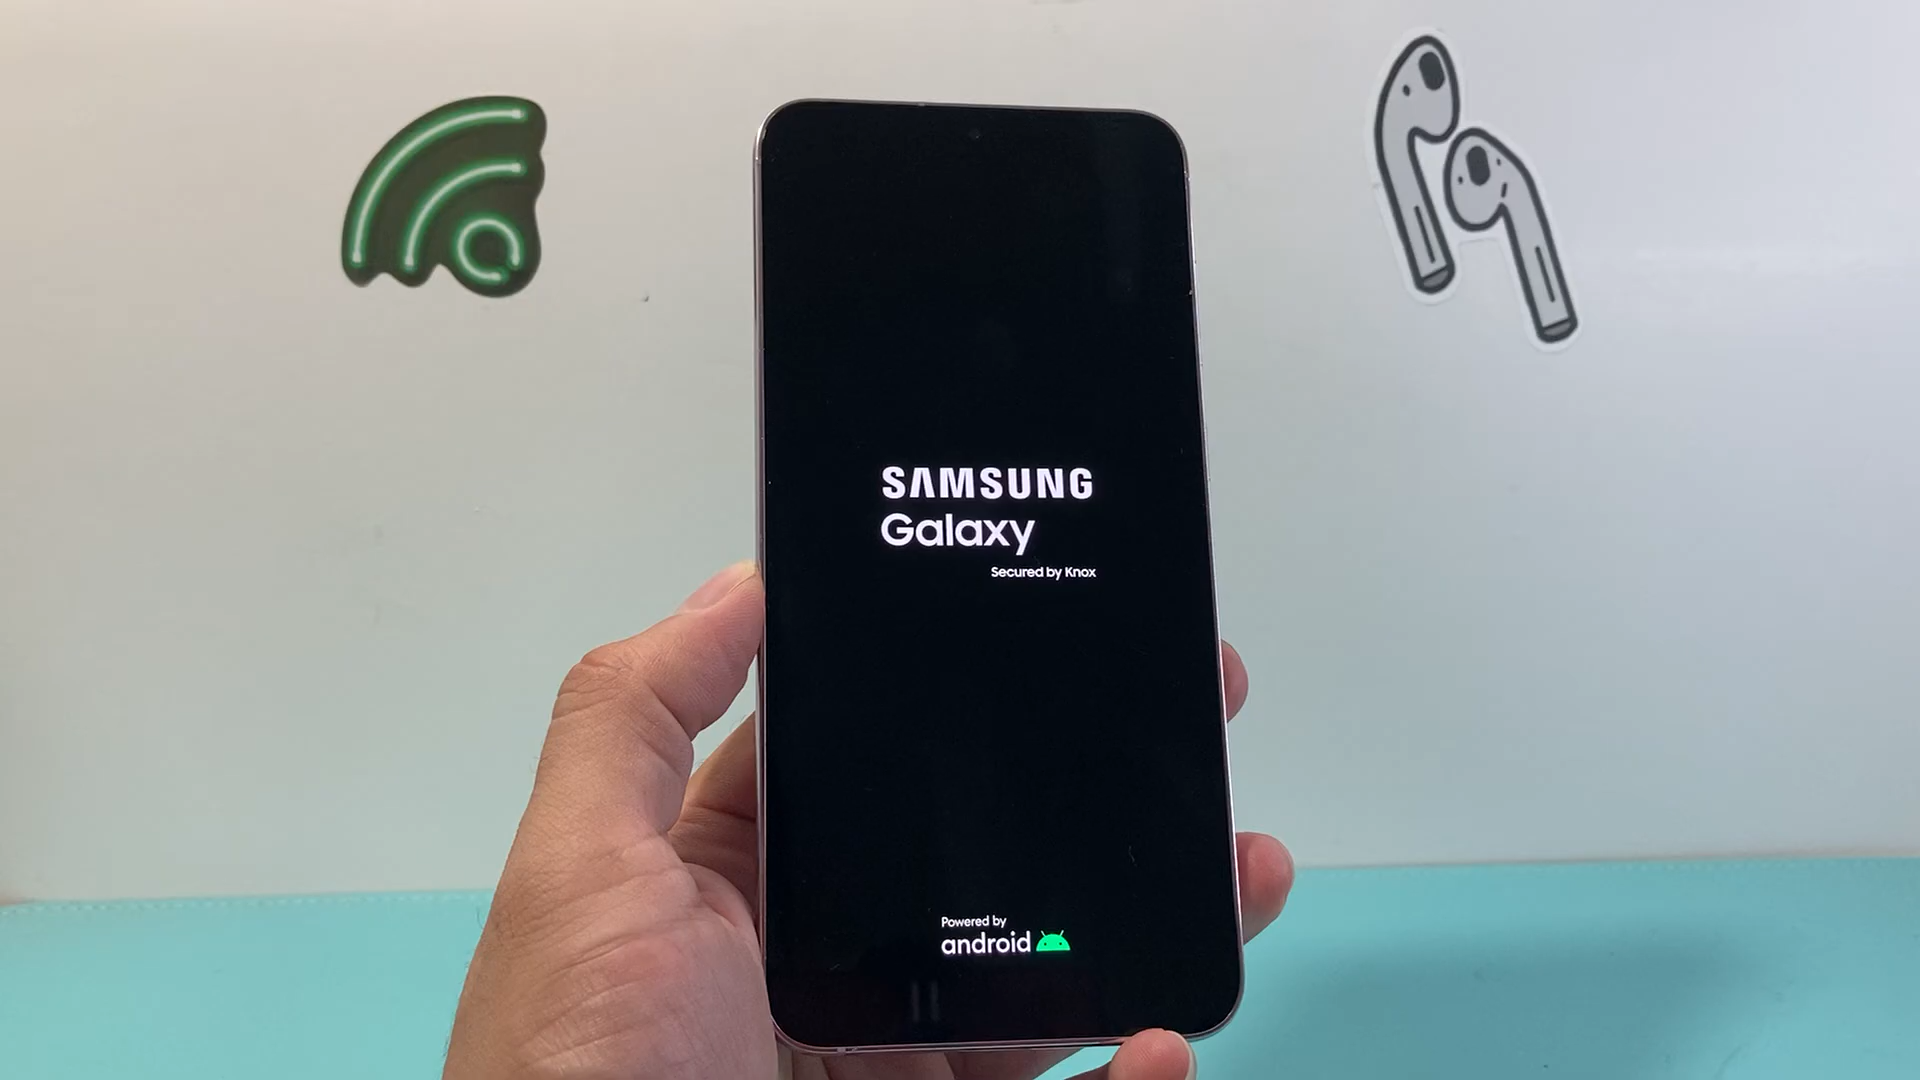 SAMSUNG
Galaxy
Secured by Knox
Powered by
android